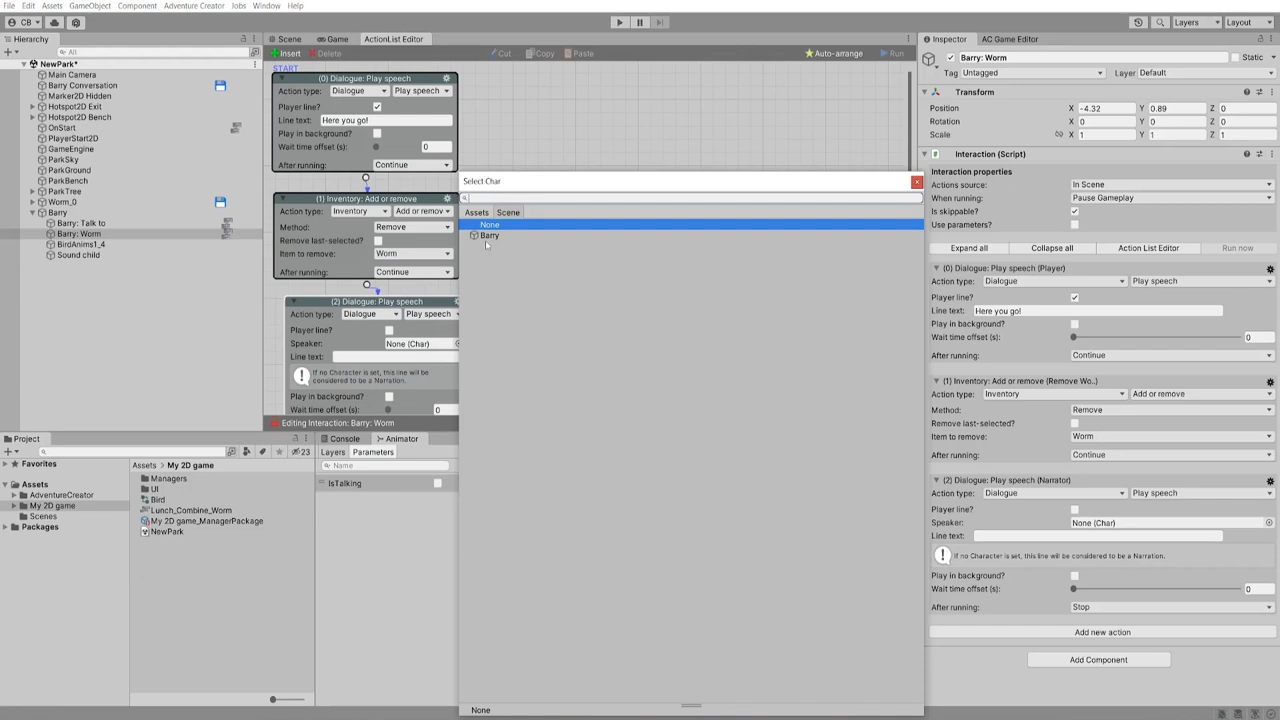 File Edit Assets GameObject Component Adventure Creator Jobs Window Help
CB Layers Layout
Hierarchy
All
NewPark*
Main Camera
Barry Conversation
Marker2D Hidden
Hotspot2D Exit
Hotspot2D Bench
OnStart
PlayerStart2D
GameEngine
ParkSky
ParkGround
ParkBench
ParkTree
Worm_0
Barry
Barry: Talk to
Barry: Worm
BirdAnims1_4
Sound child
Scene Game ActionList Editor
Insert Delete Cut Copy Paste Auto-arrange Run
START
(0) Dialogue: Play speech
Action type: Dialogue Play speech
Player line?
Line text: Here you go!
Play in background?
Wait time offset (s): 0
After running: Continue
(1) Inventory: Add or remove
Action type: Inventory Add or remov
Method: Remove
Remove last-selected?
Item to remove: Worm
After running: Continue
(2) Dialogue: Play speech
Action type: Dialogue Play speech
Player line?
Speaker: None (Char)
Line text:
If no Character is set, this line will
be considered to be a Narration.
Play in background?
Wait time offset (s): 0
Editing Interaction: Barry: Worm
Select Char
Assets Scene
None
Barry
None
Project
23
Favorites
Assets
AdventureCreator
My 2D game
Scenes
Packages
Assets > My 2D game
Managers
UI
Bird
Lunch_Combine_Worm
My 2D game_ManagerPackage
NewPark
Console Animator
Layers Parameters
Name
IsTalking
Inspector AC Game Editor
Barry: Worm Static
Tag Untagged Layer Default
Transform
Position X -4.32 Y 0.89 Z 0
Rotation X 0 Y 0 Z 0
Scale X 1 Y 1 Z 1
Interaction (Script)
Interaction properties
Actions source: In Scene
When running: Pause Gameplay
Is skippable?
Use parameters?
Expand all Collapse all Action List Editor Run now
(0) Dialogue: Play speech (Player)
Action type: Dialogue Play speech
Player line?
Line text: Here you go!
Play in background?
Wait time offset (s): 0
After running: Continue
(1) Inventory: Add or remove (Remove Wo..)
Action type: Inventory Add or remove
Method: Remove
Remove last-selected?
Item to remove: Worm
After running: Continue
(2) Dialogue: Play speech (Narrator)
Action type: Dialogue Play speech
Player line?
Speaker: None (Char)
Line text:
If no Character is set, this line will be considered to be a Narration.
Play in background?
Wait time offset (s): 0
After running: Stop
Add new action
Add Component